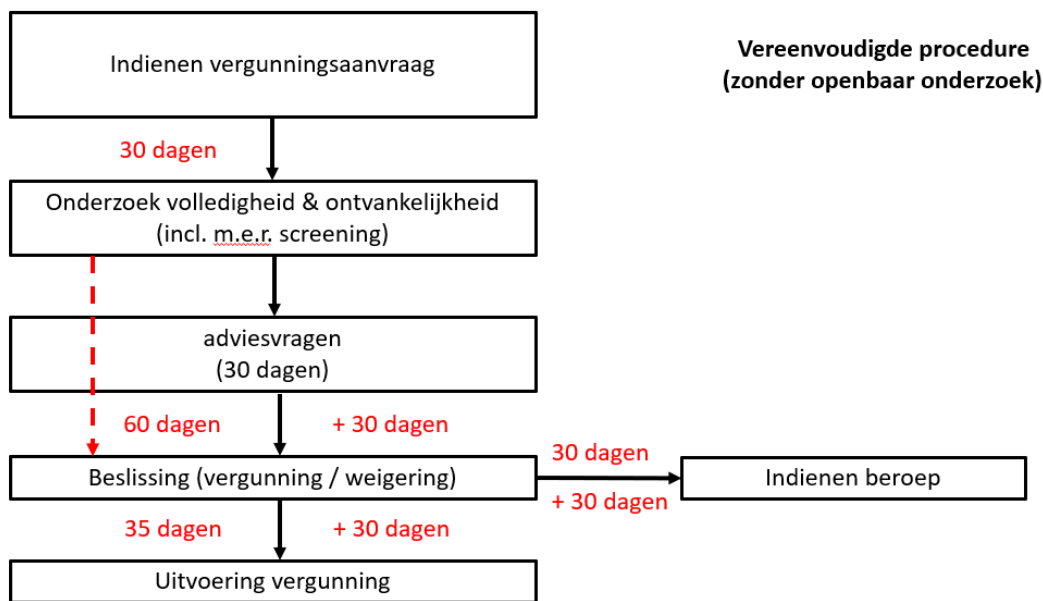 Indienen vergunningsaanvraag
Vereenvoudigde procedure
(zonder openbaar onderzoek)
30 dagen
Onderzoek volledigheid & ontvankelijkheid
(incl. m.e.r. screening)
adviesvragen
(30 dagen)
60 dagen
+ 30 dagen
Beslissing (vergunning / weigering)
30 dagen
+ 30 dagen
Indienen beroep
35 dagen
+ 30 dagen
Uitvoering vergunning